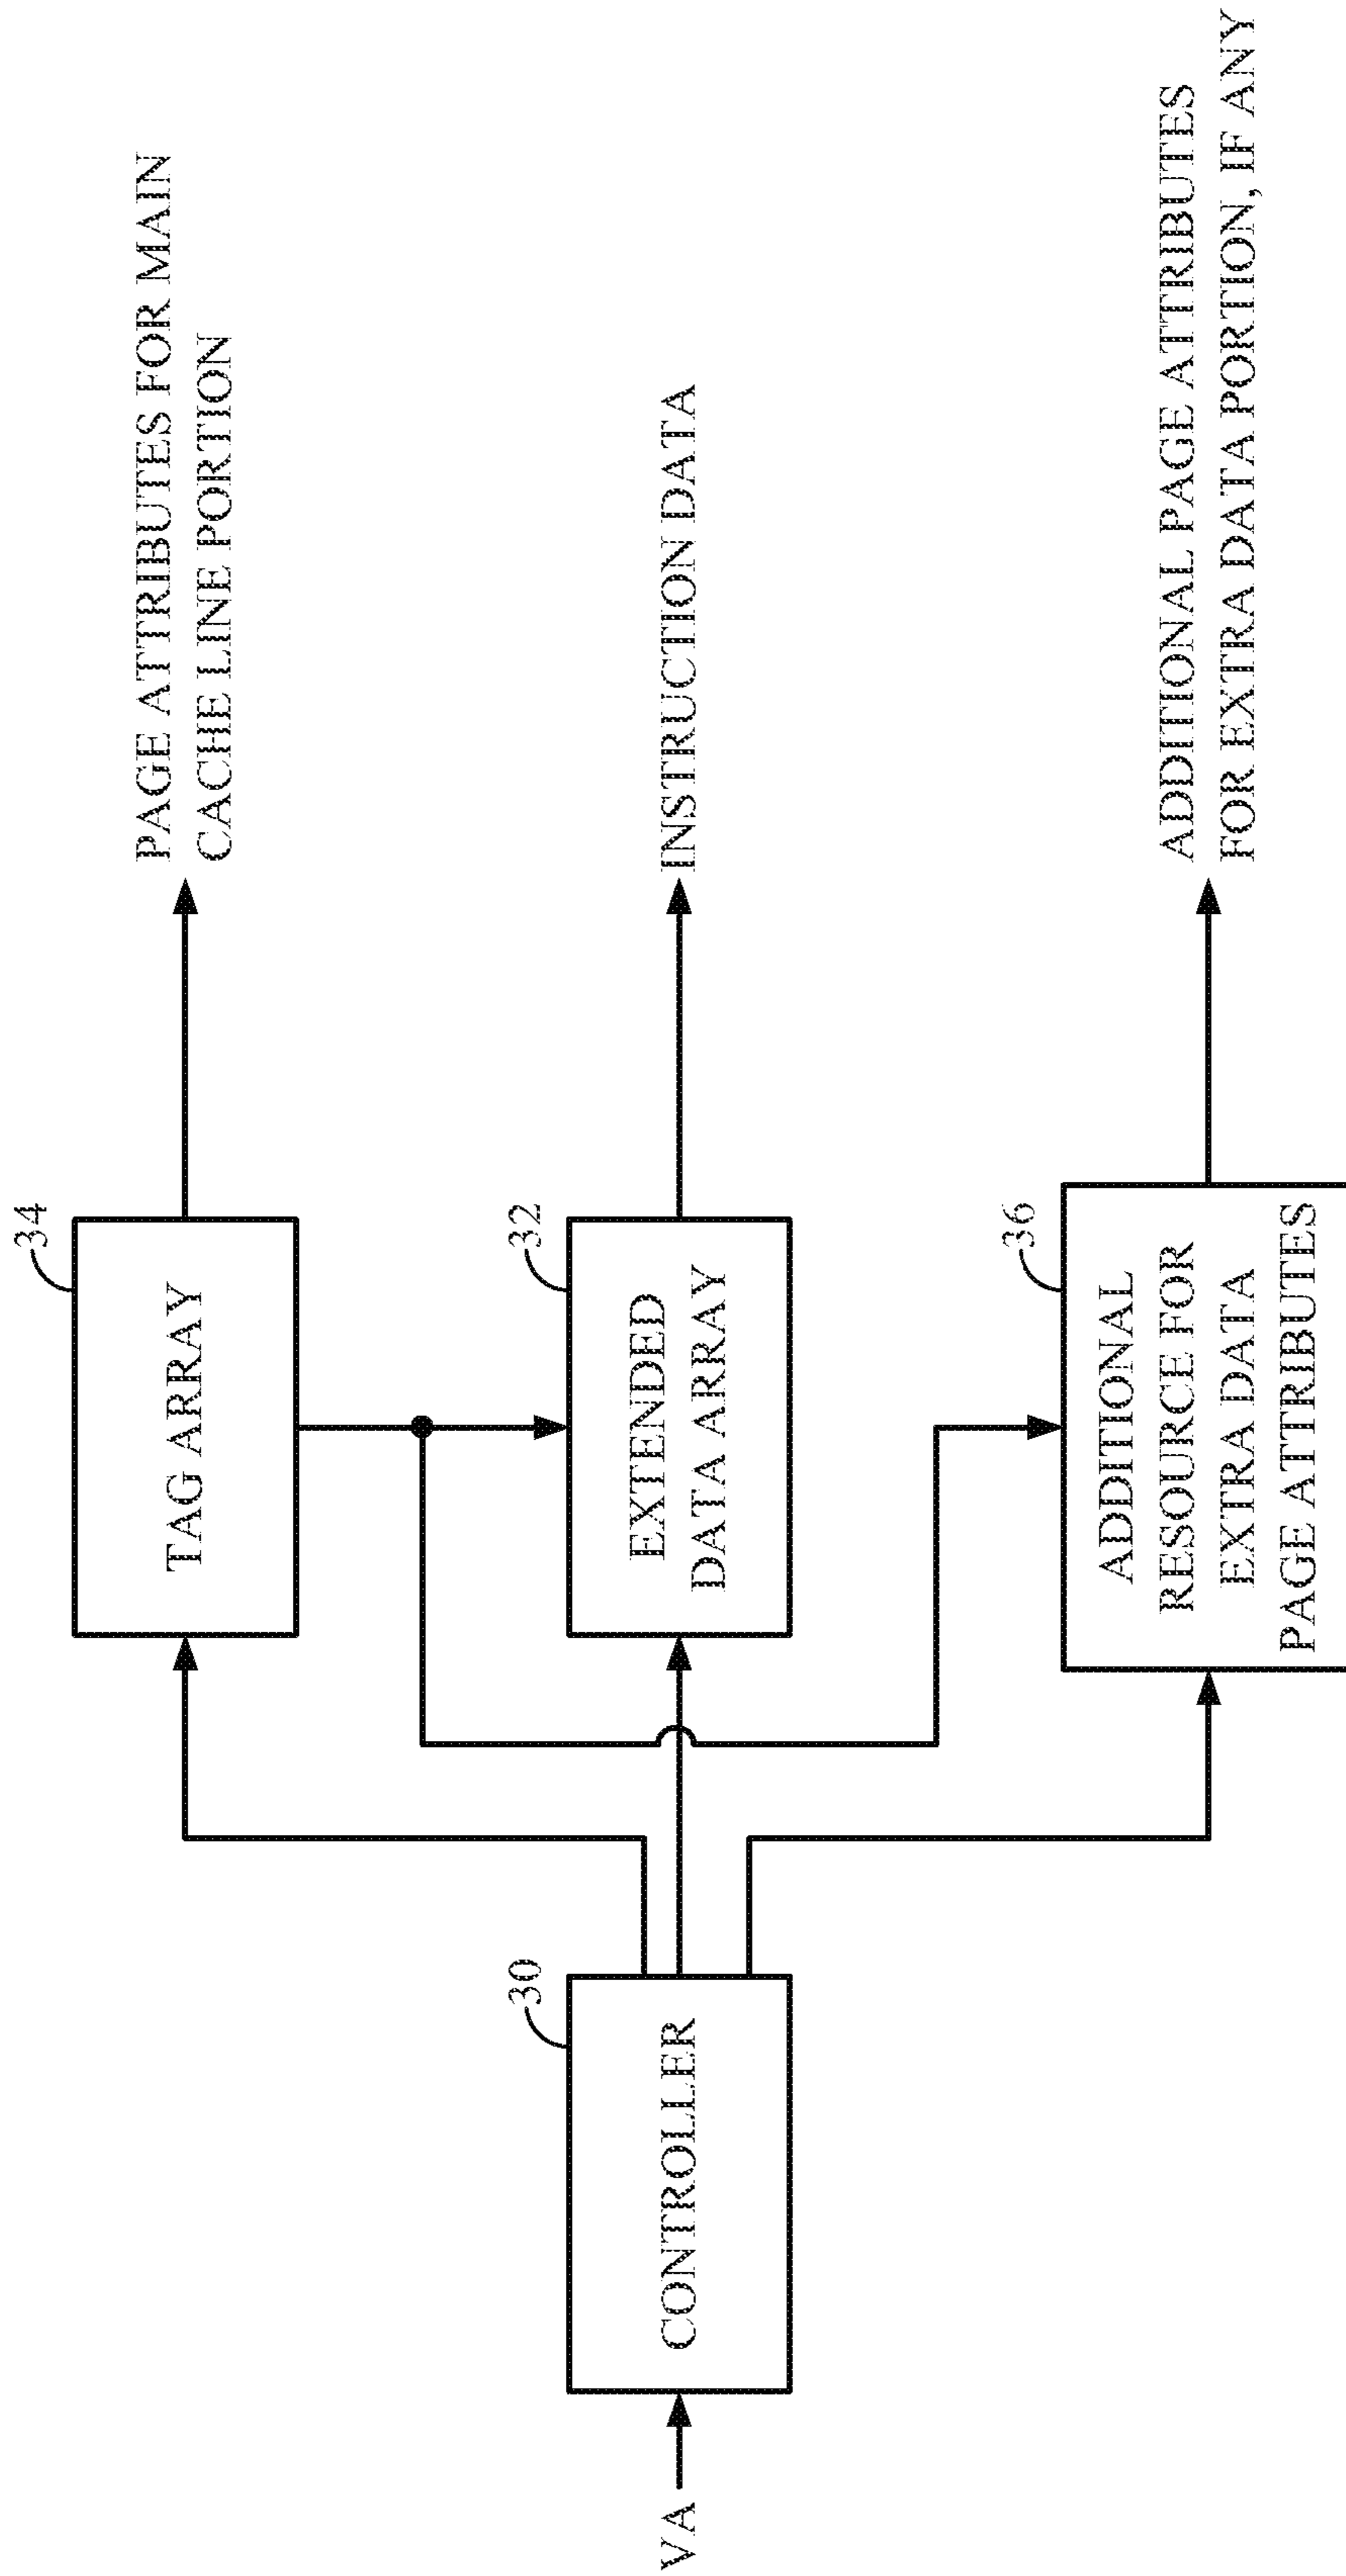 VA
CONTROLLER
30
TAG ARRAY
34
PAGE ATTRIBUTES FOR MAIN
CACHE LINE PORTION
EXTENDED
DATA ARRAY
32
INSTRUCTION DATA
ADDITIONAL
RESOURCE FOR
EXTRA DATA
PAGE ATTRIBUTES
36
ADDITIONAL PAGE ATTRIBUTES
FOR EXTRA DATA PORTION, IF ANY